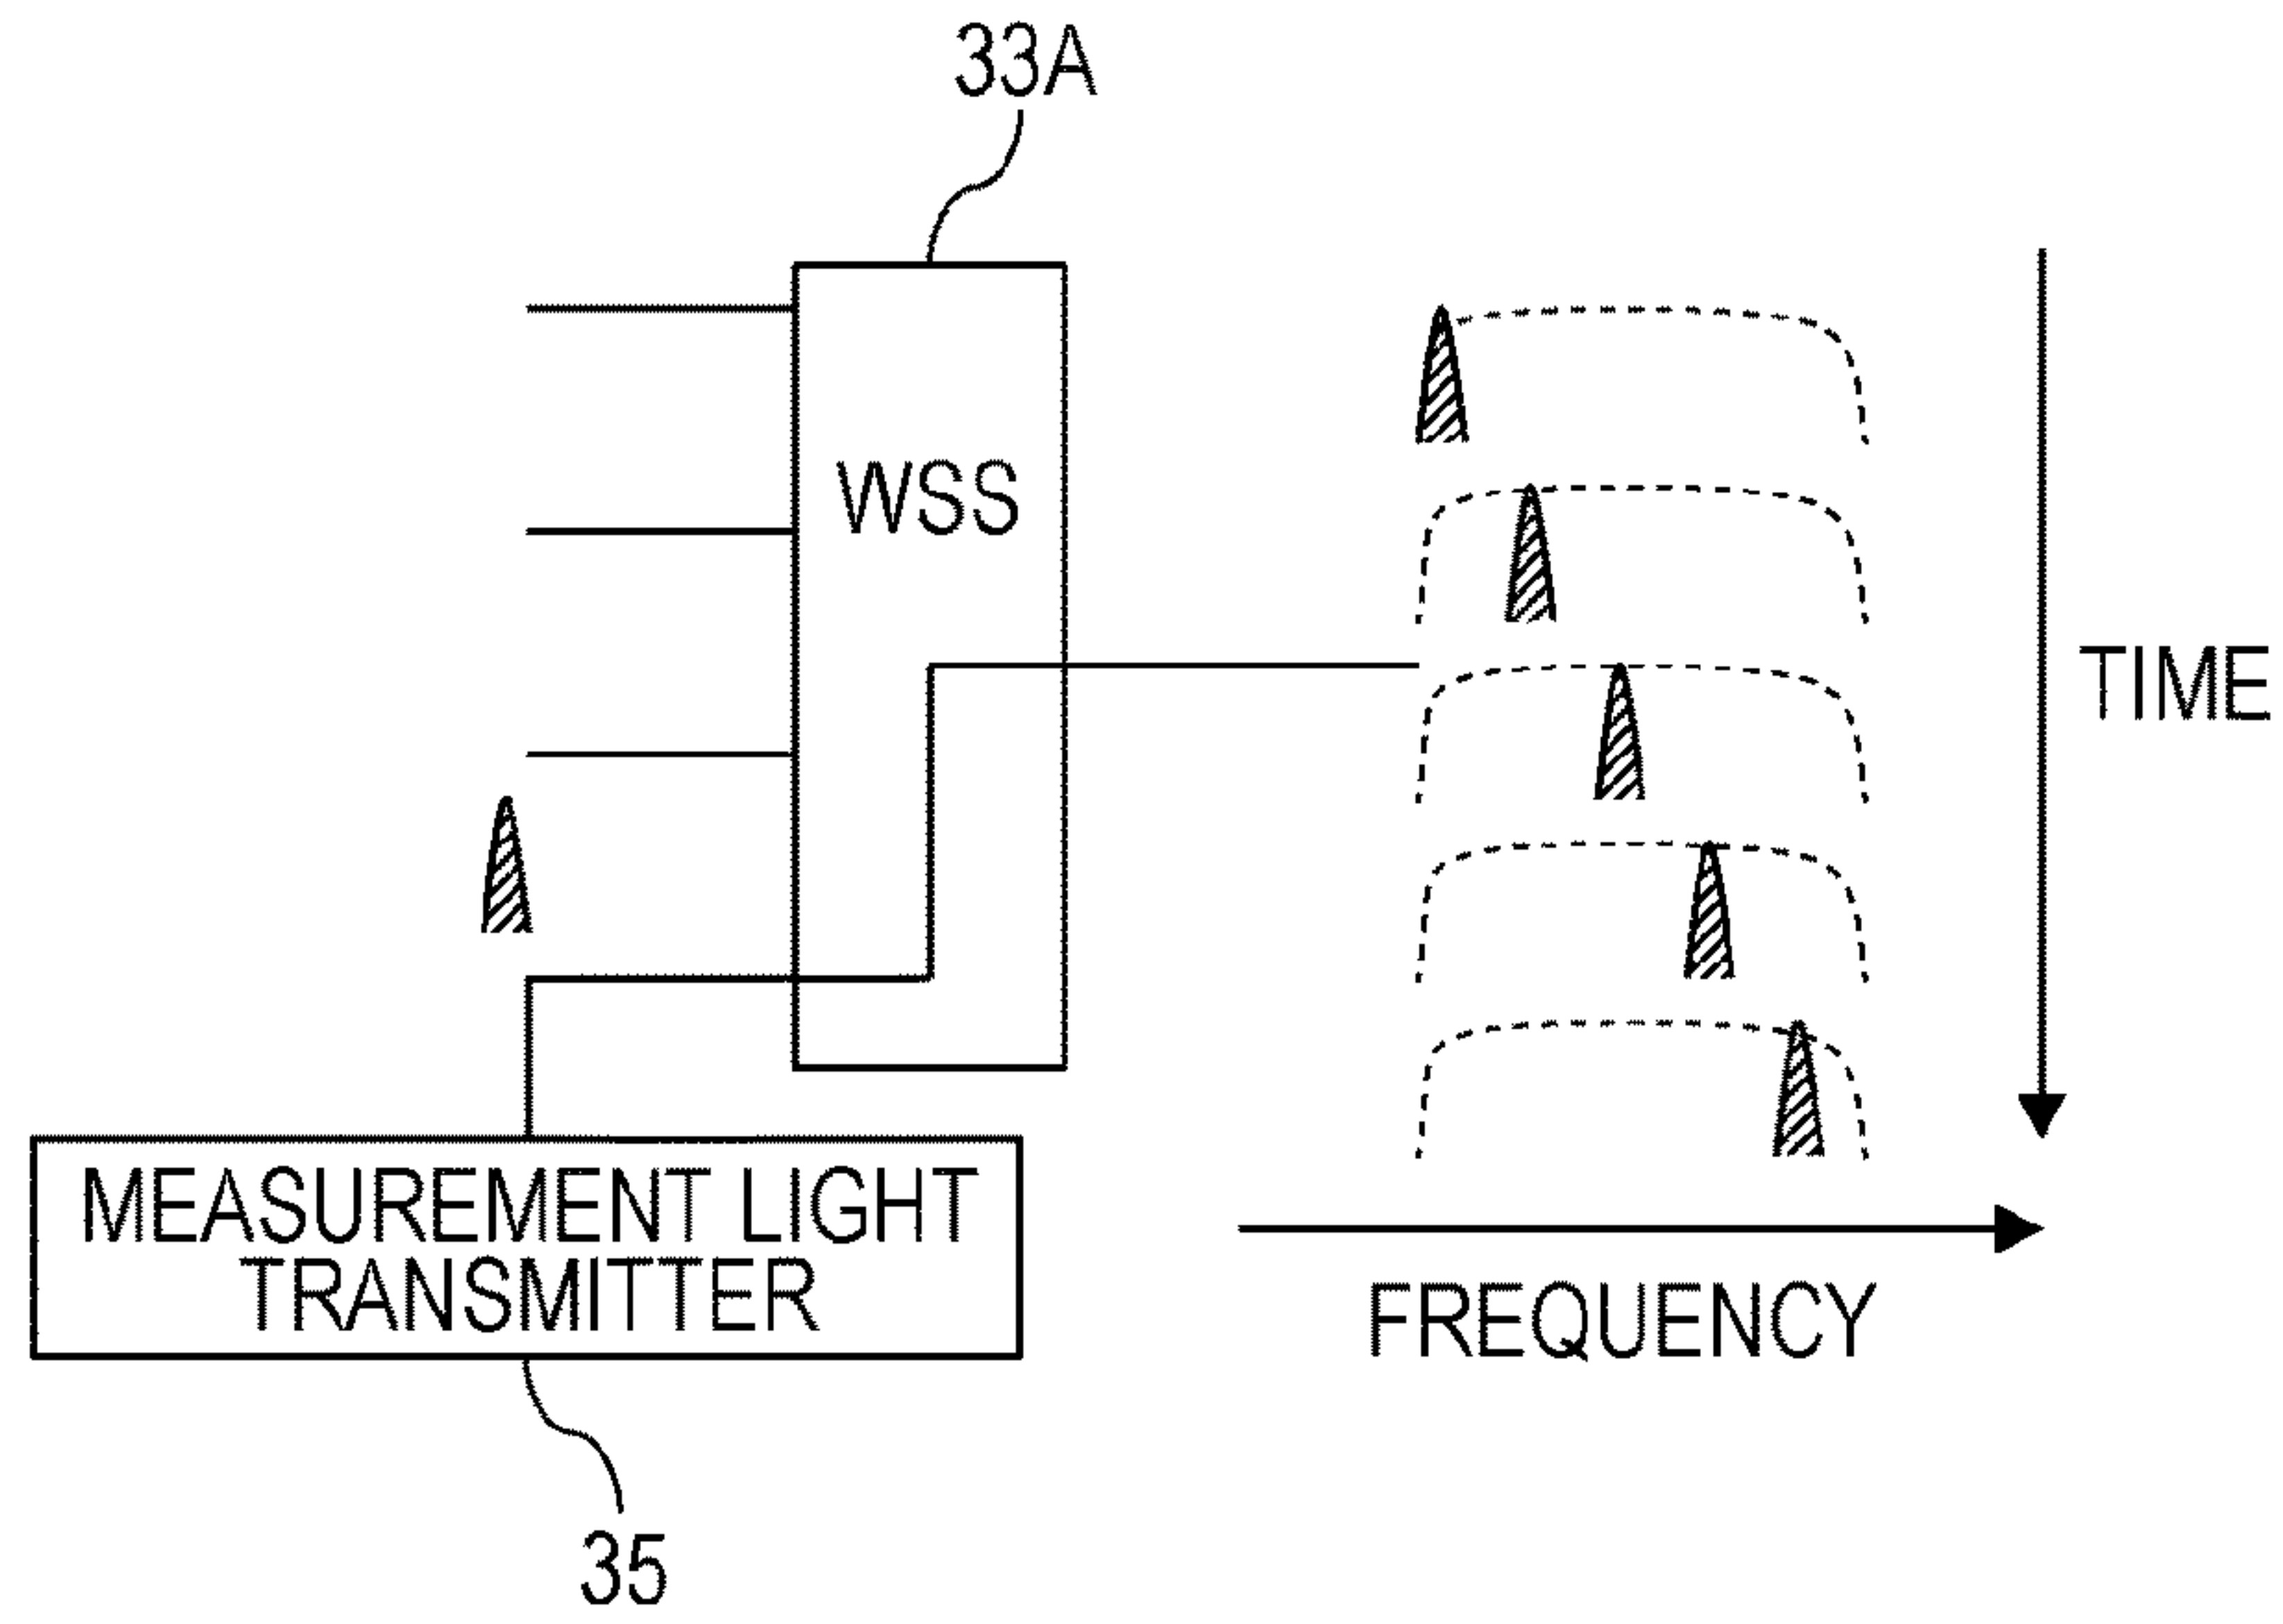 33A
WSS
TIME
MEASUREMENT LIGHT
TRANSMITTER
FREQUENCY
35